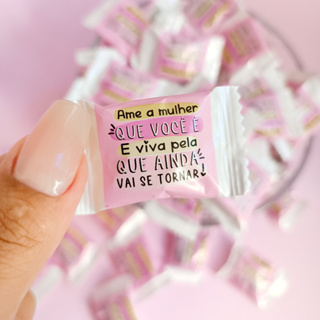 Ame a mulher
QUE VOCÊ É
E viva pela
QUE AINDA
VAI SE TORNAR↓